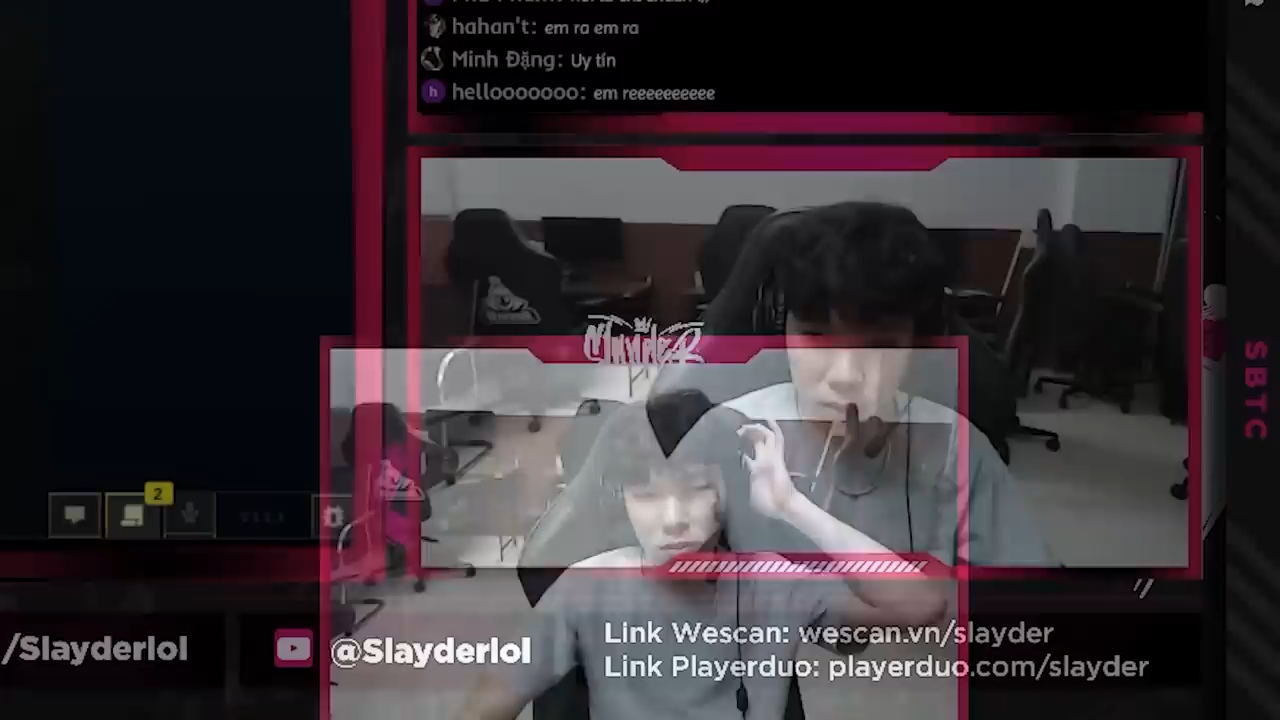 hahan't: em ra em ra
Minh Đặng: Uy tín
h hellooooooo: em reeeeeeeeee
SlaydeR
SBTC
2
/Slayderlol
@Slayderlol
Link Wescan: wescan.vn/slayder
Link Playerduo: playerduo.com/slayder